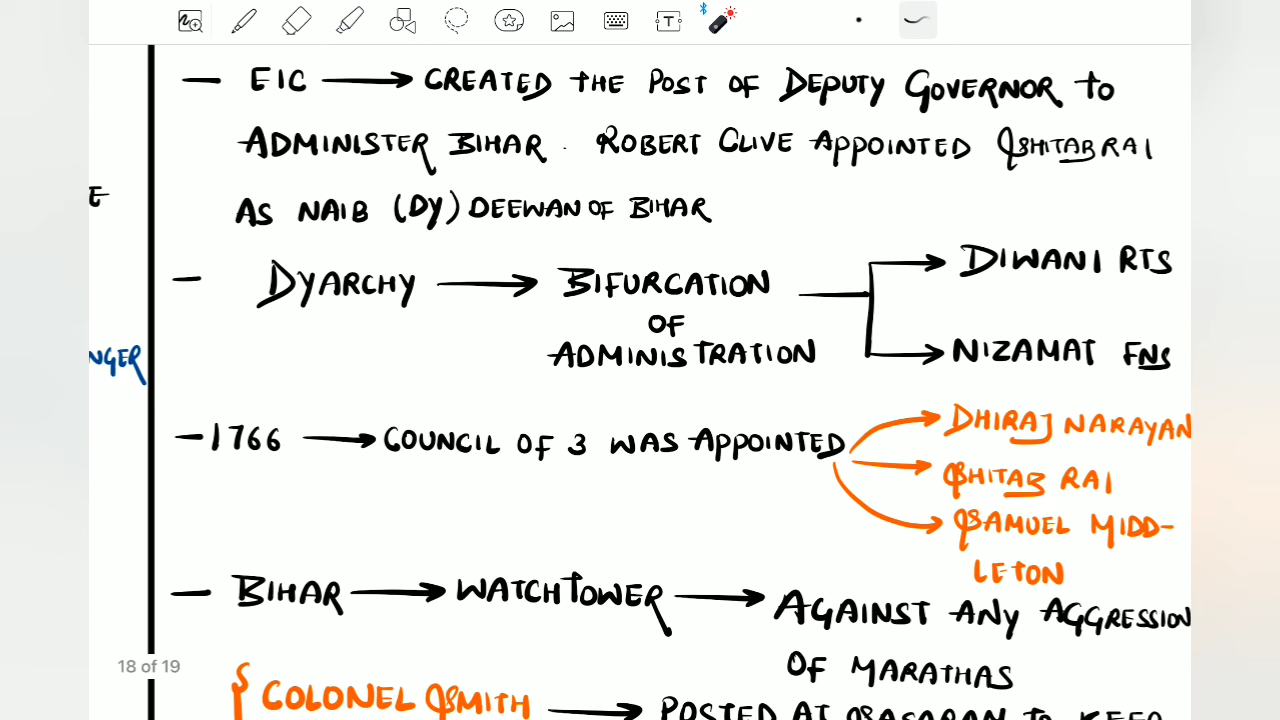 T
— EIC → CREATED THE POST OF DEPUTY GOVERNOR TO
ADMINISTER BIHAR. ROBERT CLIVE APPOINTED SHITAB RAI
AS NAIB (DY) DEEWAN OF BIHAR
— DYARCHY → BIFURCATION OF ADMINISTRATION
→ DIWANI RTS
→ NIZAMAT FNS
NGER
— 1766 → COUNCIL OF 3 WAS APPOINTED
→ DHIRAJ NARAYAN
→ SHITAB RAI
→ SAMUEL MIDD-
LETON
— BIHAR → WATCHTOWER → AGAINST ANY AGGRESSION
OF MARATHAS
18 of 19
{ COLONEL SMITH → POSTED AT SASARAM TO KEEP